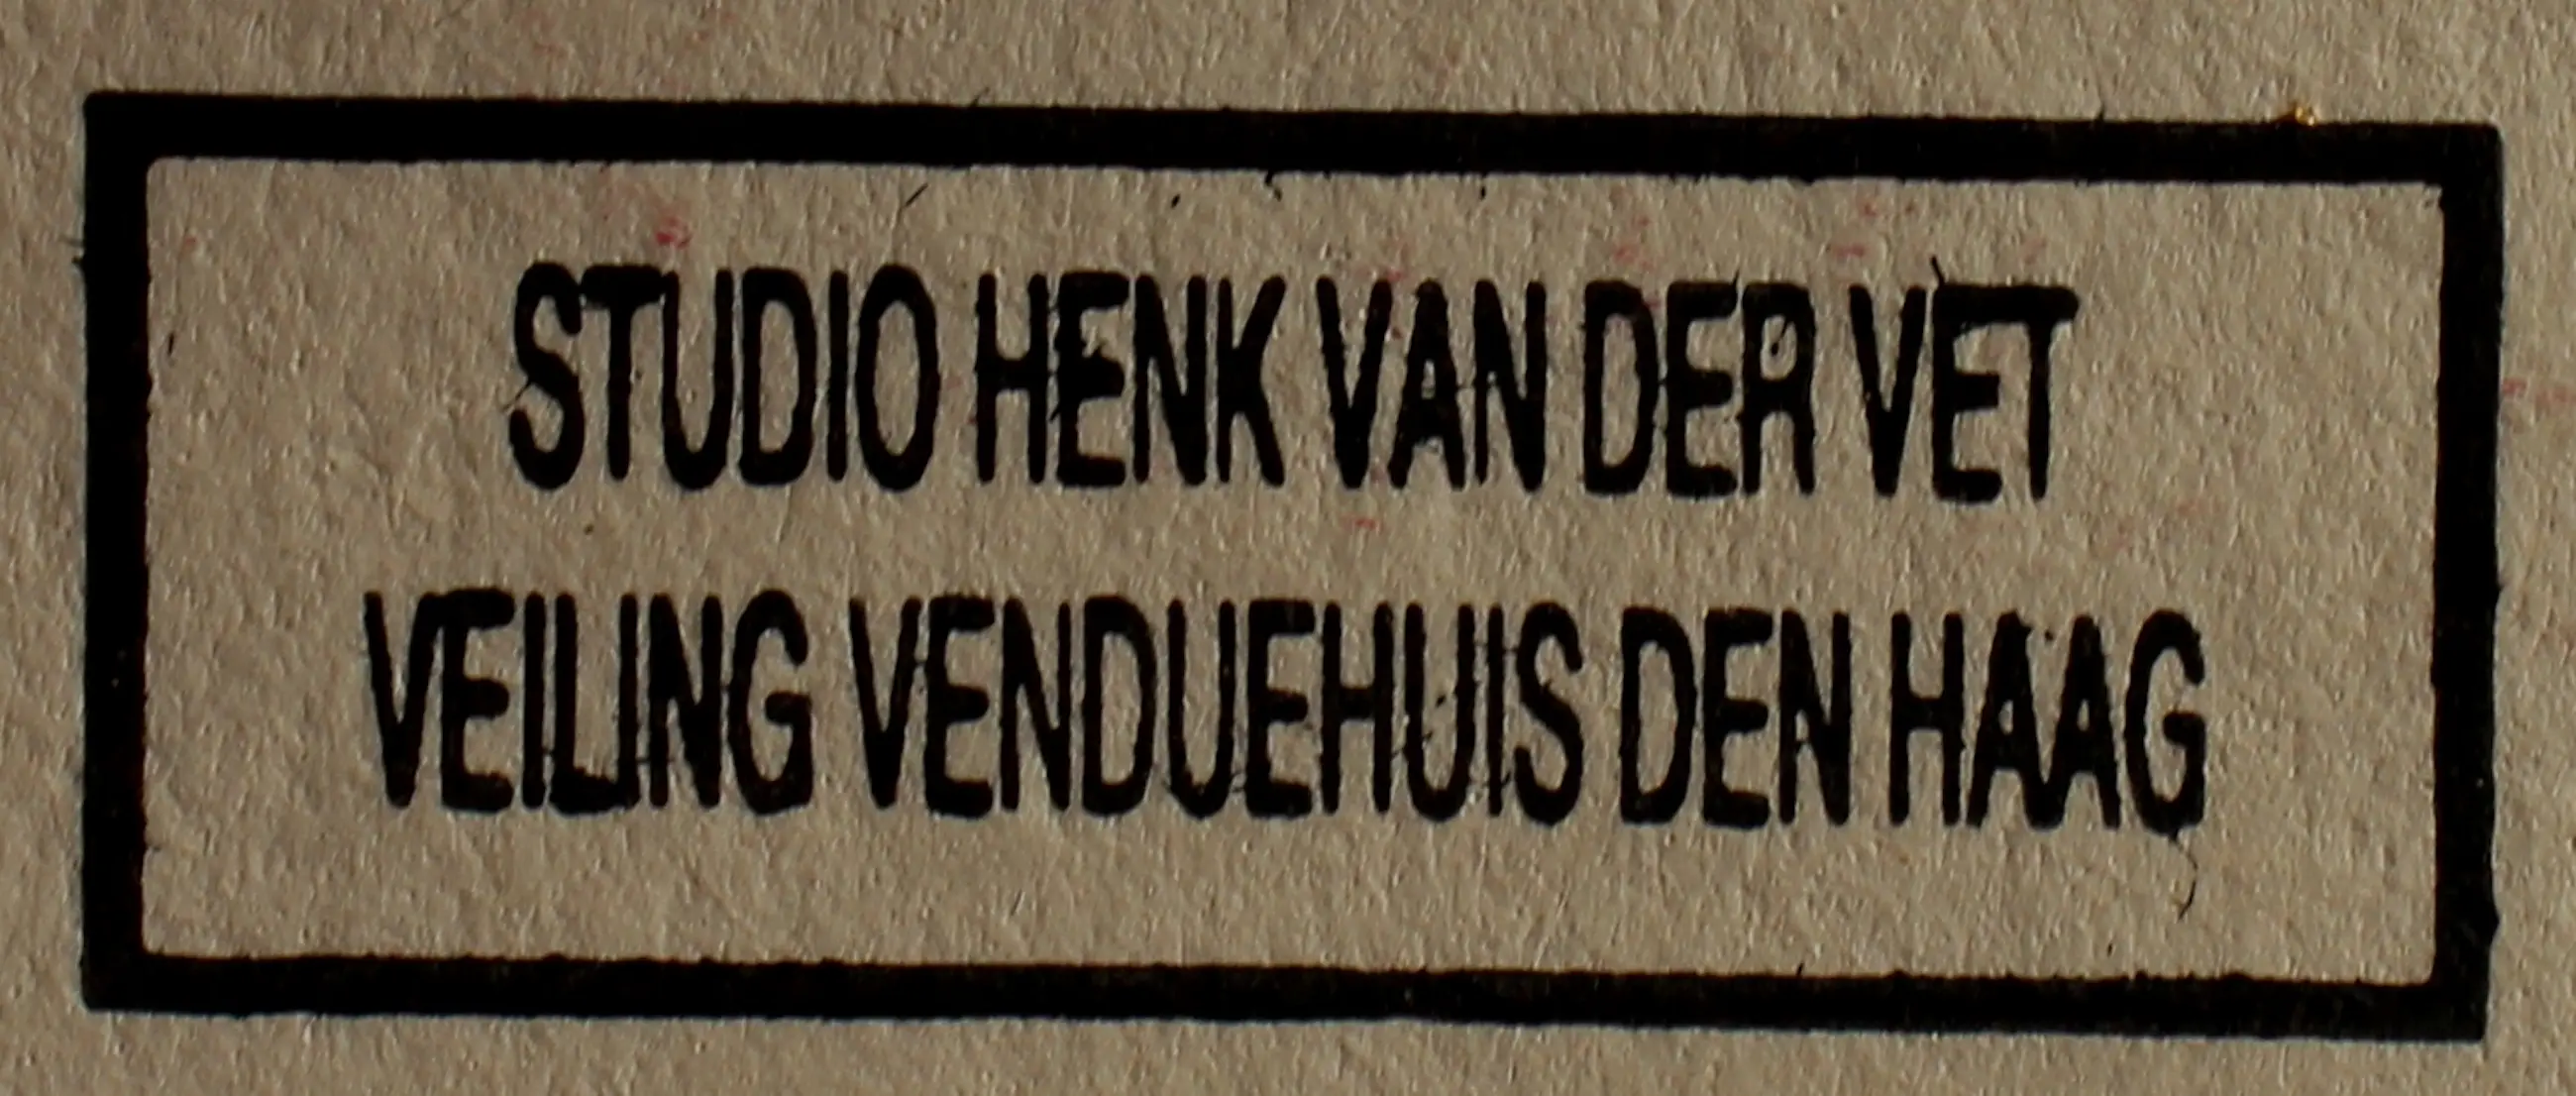 STUDIO HENK VAN DER VET
VEILING VENDUEHUIS DEN HAAG